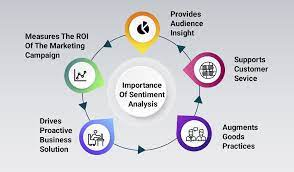 Provides
Audience
Insight
Measures The ROI
Of The Marketing
Campaign
Supports
Customer
Sevice
Importance
Of Sentiment
Analysis
Drives
Proactive
Business
Solution
Augments
Goods
Practices